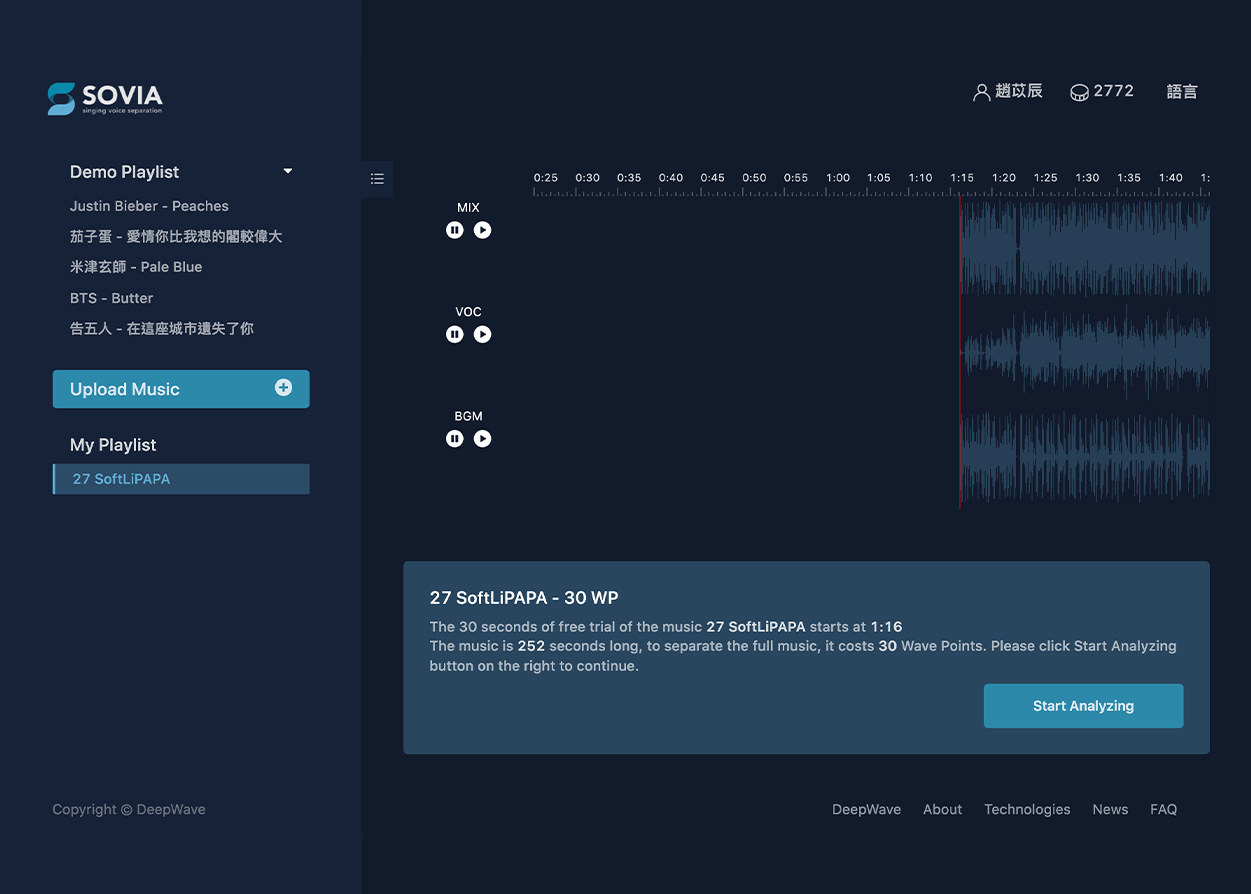 SOVIA
singing voice separation
趙苡辰
2772
語言
Demo Playlist
Justin Bieber - Peaches
茄子蛋 - 愛情你比我想的閣較偉大
米津玄師 - Pale Blue
BTS - Butter
告五人 - 在這座城市遺失了你
Upload Music
My Playlist
27 SoftLiPAPA
0:25 0:30 0:35 0:40 0:45 0:50 0:55 1:00 1:05 1:10 1:15 1:20 1:25 1:30 1:35 1:40 1:
MIX
VOC
BGM
27 SoftLiPAPA - 30 WP
The 30 seconds of free trial of the music 27 SoftLiPAPA starts at 1:16
The music is 252 seconds long, to separate the full music, it costs 30 Wave Points. Please click Start Analyzing
button on the right to continue.
Start Analyzing
Copyright © DeepWave
DeepWave About Technologies News FAQ